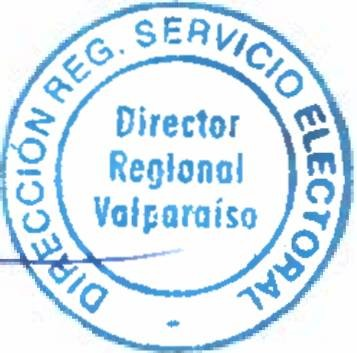 DIRECCIÓN REG. SERVICIO ELECTORAL
Director
Regional
Valparaíso